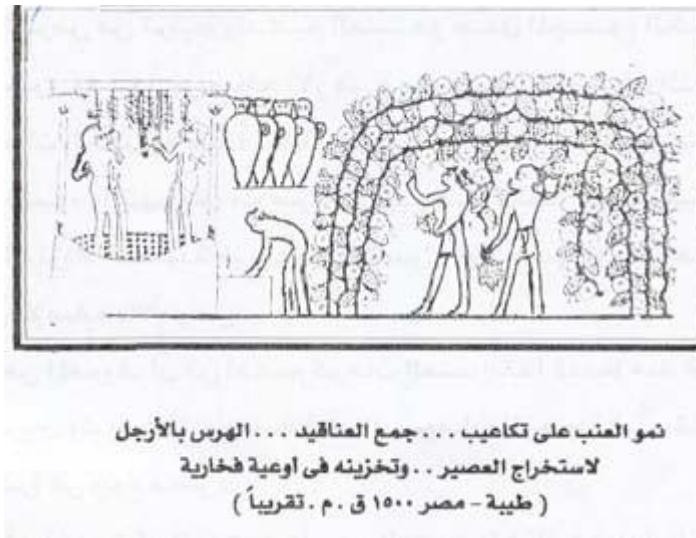 نمو العنب على تكاعيب . . . جمع العناقيد . . . الهرس بالأرجل
لاستخراج العصير . . وتخزينه فى أوعية فخارية
( طيبة - مصر ١٥٠٠ ق . م . تقريباً )